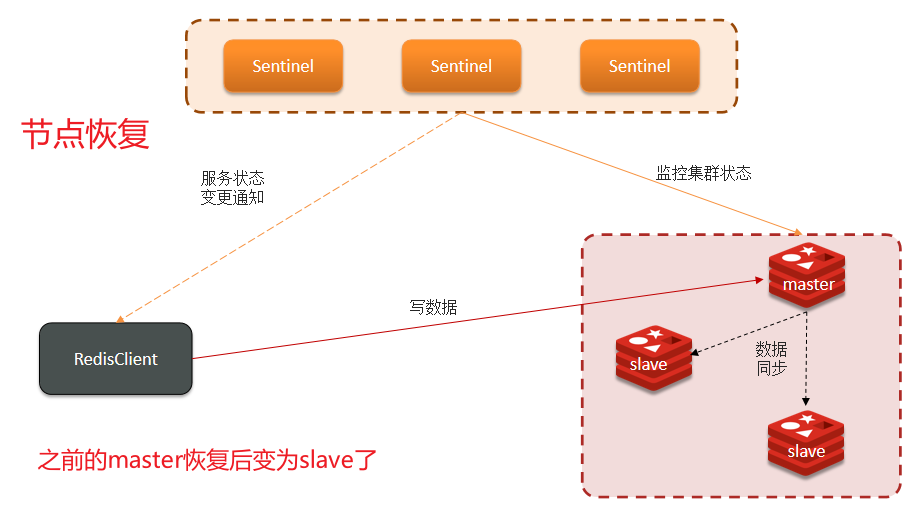 Sentinel
Sentinel
Sentinel
节点恢复
服务状态
变更通知
监控集群状态
master
写数据
RedisClient
slave
数据
同步
slave
之前的master恢复后变为slave了